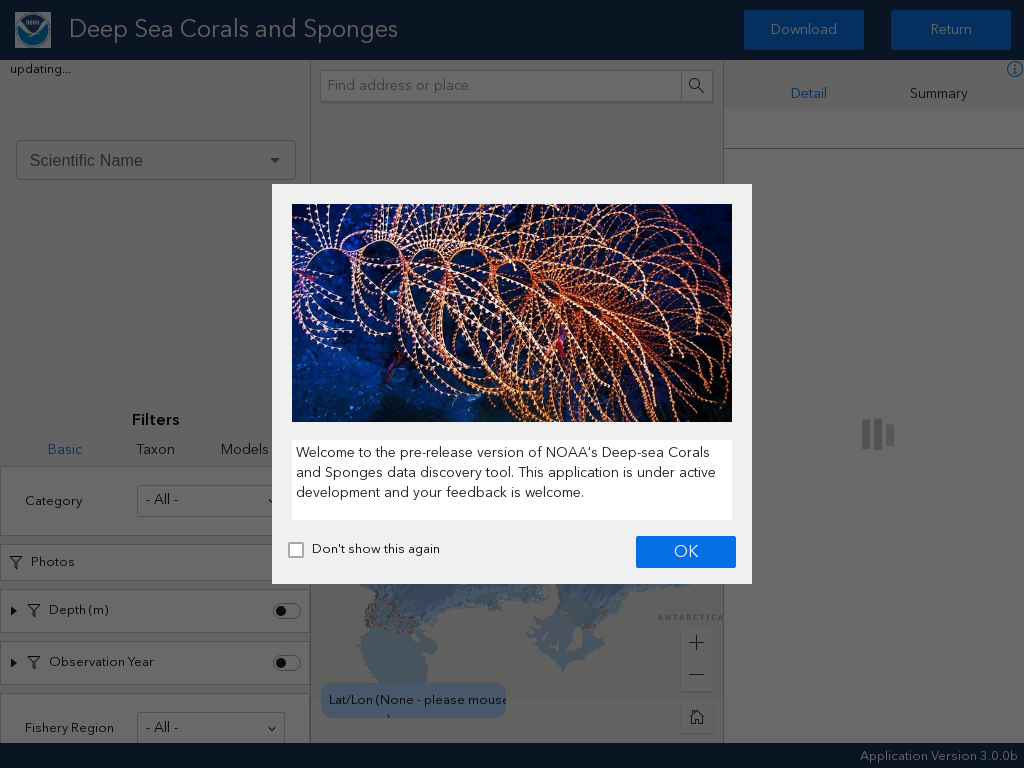 NOAA
Deep Sea Corals and Sponges
Download
Return
updating...
Find address or place
Detail
Summary
Scientific Name
Filters
Basic
Taxon
Models
Category
- All -
Photos
Depth (m)
Observation Year
Fishery Region
- All -
Welcome to the pre-release version of NOAA's Deep-sea Corals
and Sponges data discovery tool. This application is under active
development and your feedback is welcome.
Don't show this again
OK
ANTARCTICA
Lat/Lon (None - please mouse
Application Version 3.0.0b